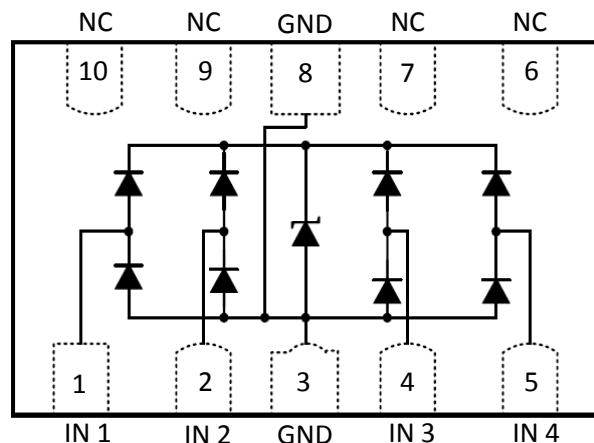 NC NC GND NC NC
10 9 8 7 6
1 2 3 4 5
IN 1 IN 2 GND IN 3 IN 4